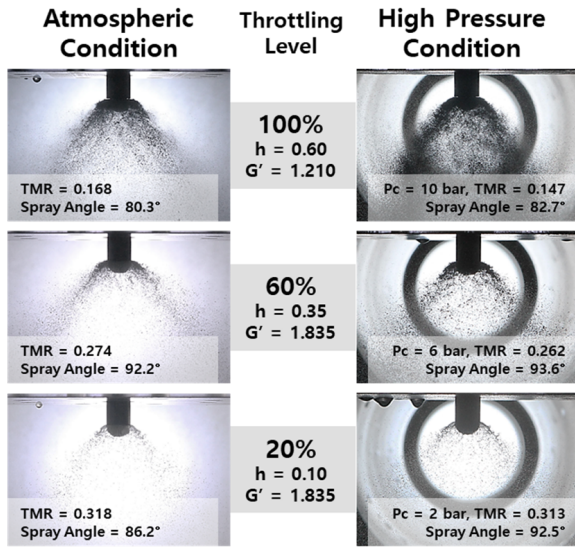 Atmospheric
Condition
Throttling
Level
High Pressure
Condition
TMR = 0.168
Spray Angle = 80.3°
100%
h = 0.60
G' = 1.210
Pc = 10 bar, TMR = 0.147
Spray Angle = 82.7°
TMR = 0.274
Spray Angle = 92.2°
60%
h = 0.35
G' = 1.835
Pc = 6 bar, TMR = 0.262
Spray Angle = 93.6°
TMR = 0.318
Spray Angle = 86.2°
20%
h = 0.10
G' = 1.835
Pc = 2 bar, TMR = 0.313
Spray Angle = 92.5°